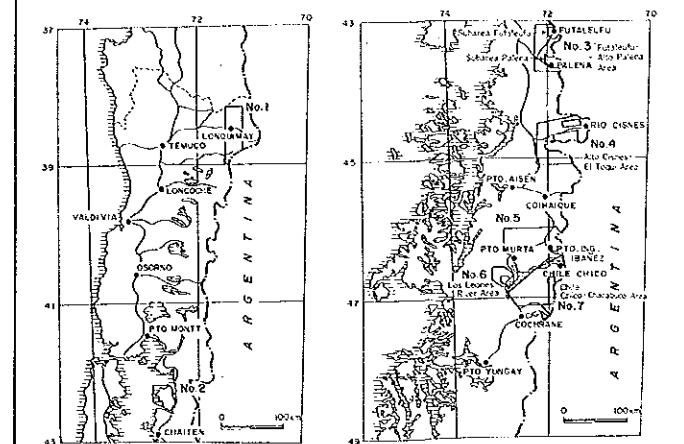 74 72 70
37
No.1
LONQUIMAY
TEMUCO
39
LONCOCHE
VALDIVIA
ARGENTINA
OSORNO
41
PTO MONTT
No.2
0 100km
CHAITEN
43
43
74 72 70
Subarea Futaleufu
FUTALEUFU
No.3 Futaleufu-
Alto Palena
Area
Subarea Palena
PALENA
RIO CISNES
No.4
45
Alto Cisnes-
El Toqui Area
PTO. AISÉN
COIHAIQUE
No.5
PTO MURTA
PTO. ING.
IBAÑEZ
No.6
CHILE CHICO
Los Leones
River Area
Chile
Chico-Chacabuco Area
47
No.7
COCHRANE
ARGENTINA
PTO YUNGAY
0 100km
49